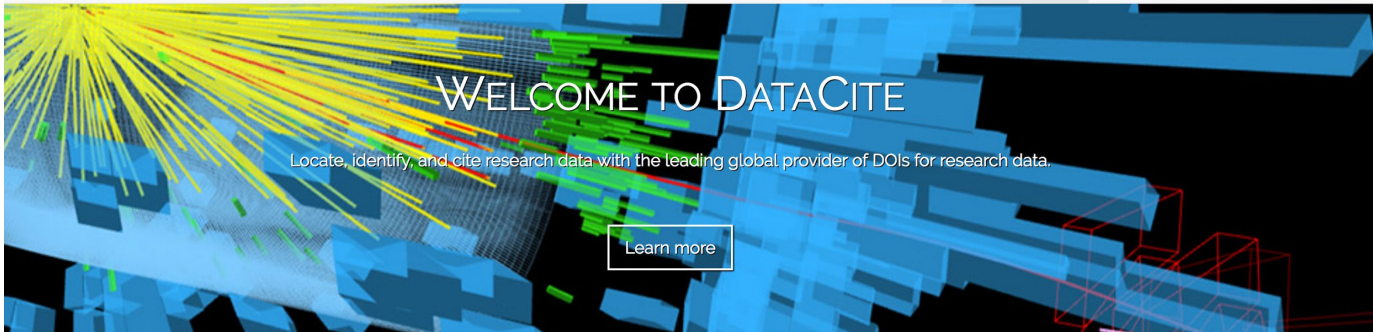 WELCOME TO DATACITE
Locate, identify, and cite research data with the leading global provider of DOIs for research data.
Learn more